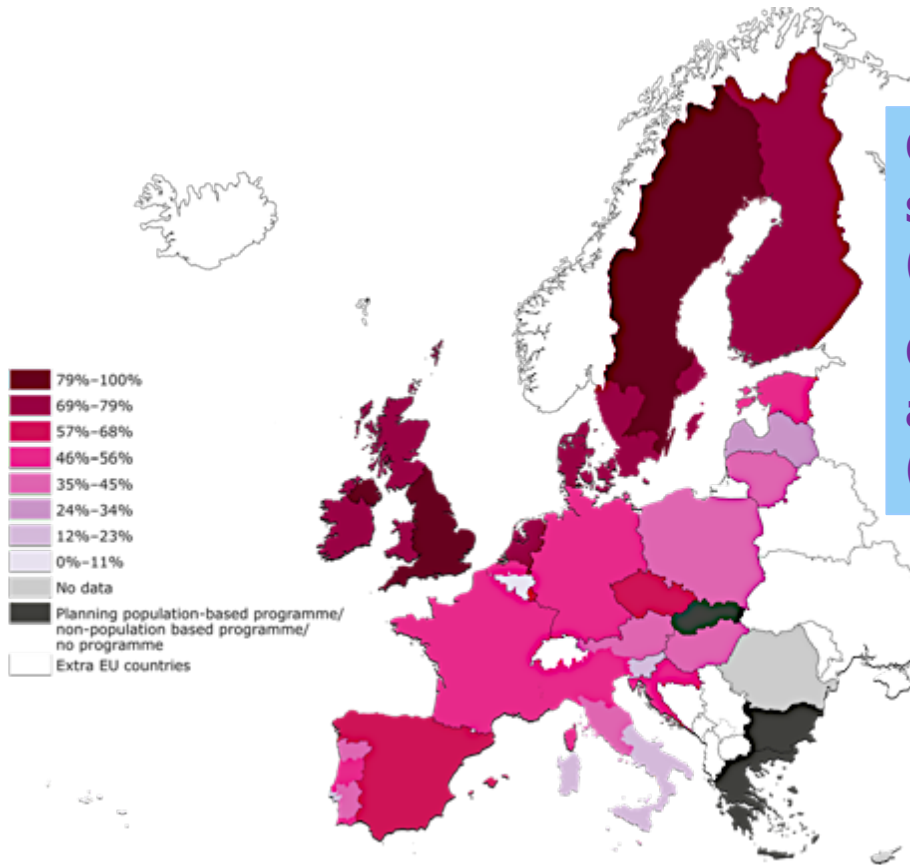 79%–100%
69%–79%
57%–68%
46%–56%
35%–45%
24%–34%
12%–23%
0%–11%
No data
Planning population-based programme/
non-population based programme/
no programme
Extra EU countries